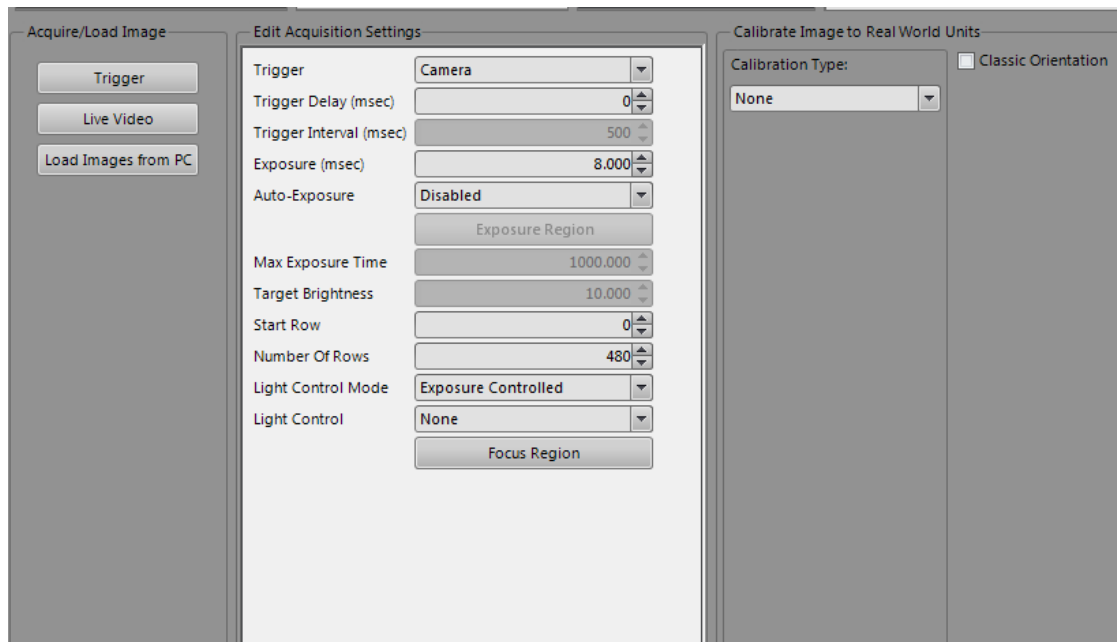 Acquire/Load Image
Trigger
Live Video
Load Images from PC
Edit Acquisition Settings
Trigger Camera
Trigger Delay (msec) 0
Trigger Interval (msec) 500
Exposure (msec) 8.000
Auto-Exposure Disabled
Exposure Region
Max Exposure Time 1000.000
Target Brightness 10.000
Start Row 0
Number Of Rows 480
Light Control Mode Exposure Controlled
Light Control None
Focus Region
Calibrate Image to Real World Units
Calibration Type:
None
Classic Orientation